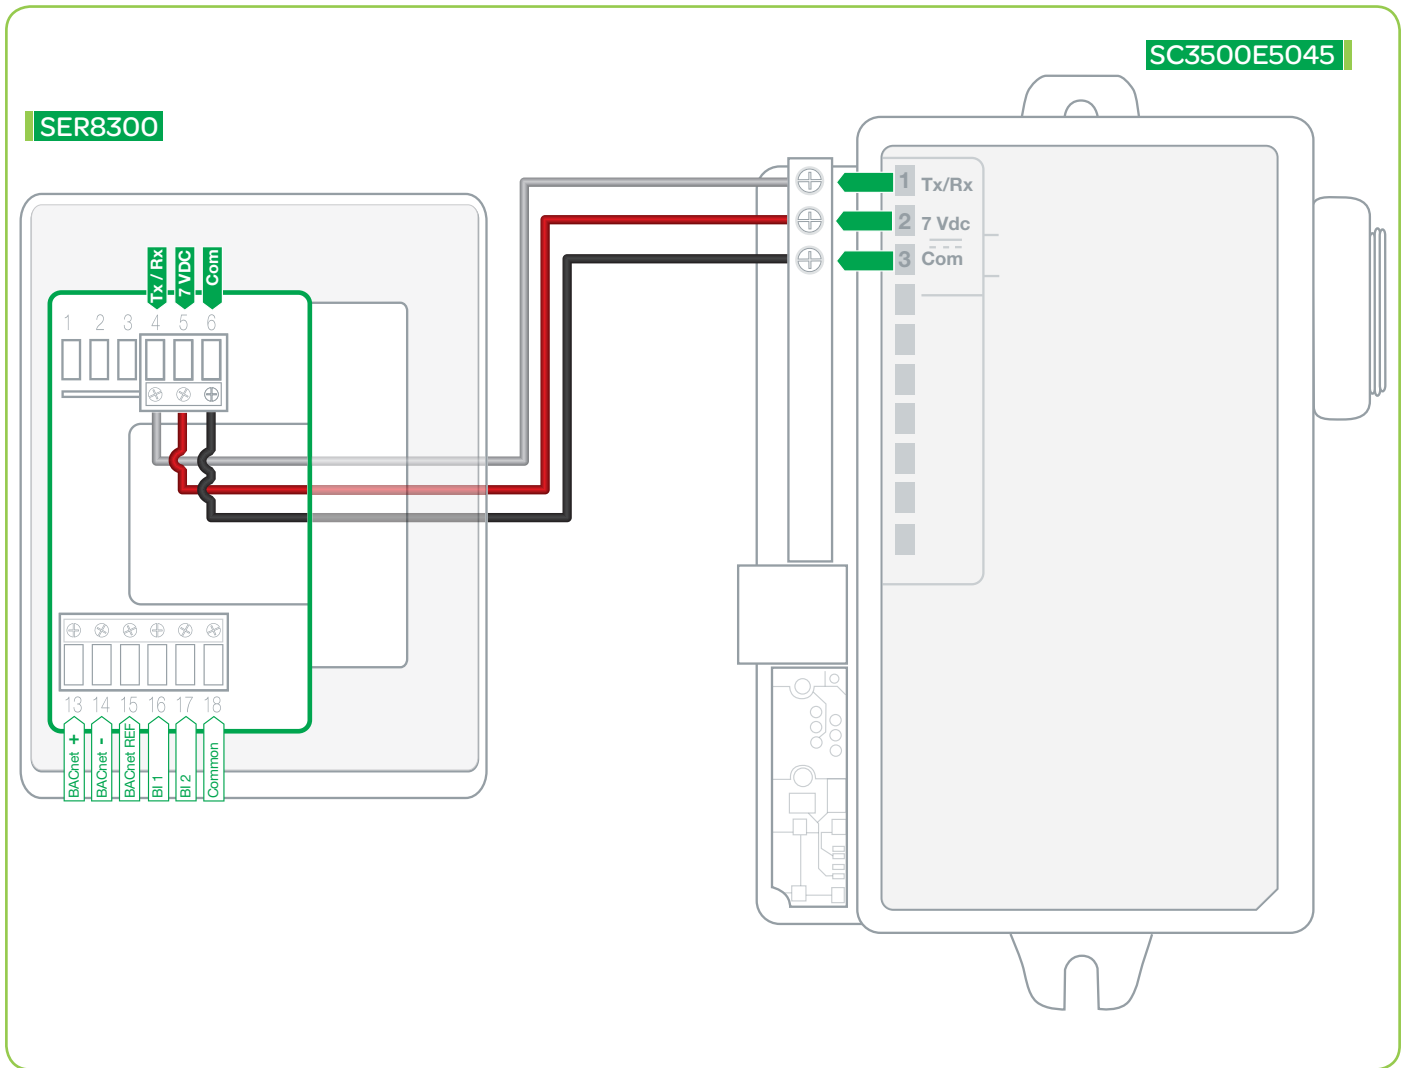 SC3500E5045
SER8300
1 Tx/Rx
2 7 Vdc
3 Com
Tx / Rx
7 VDC
Com
1 2 3 4 5 6
13 14 15 16 17 18
BACnet +
BACnet -
BACnet REF
BI 1
BI 2
Common